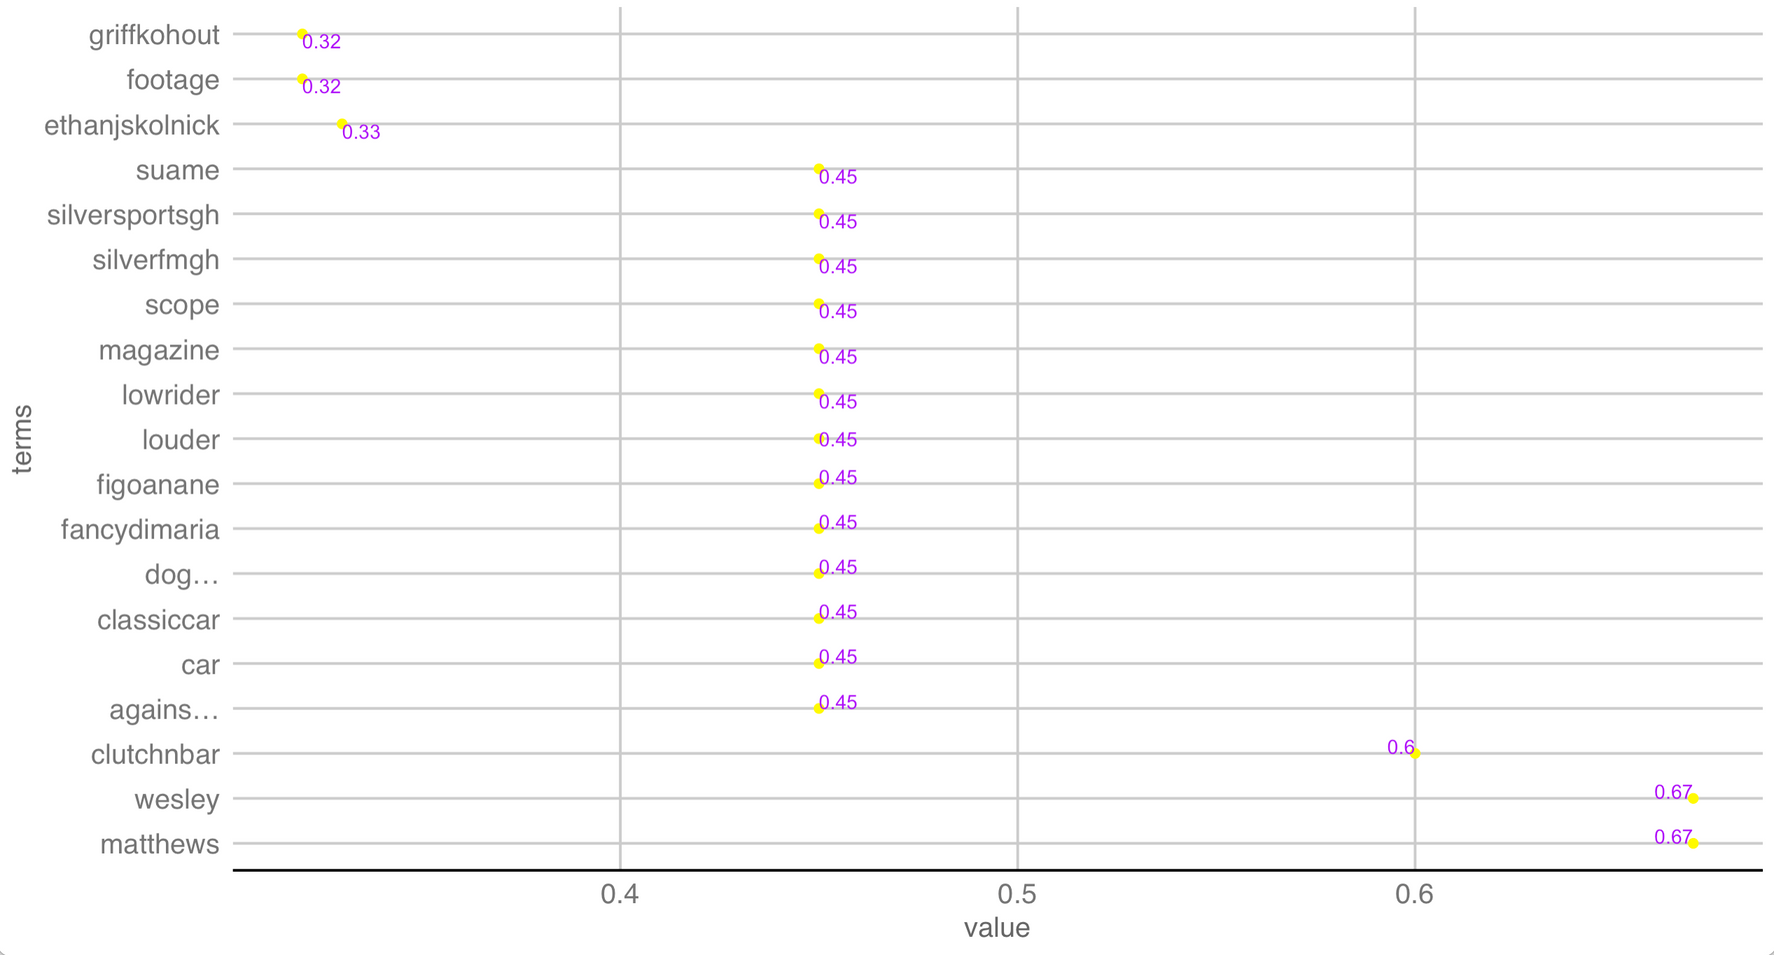 griffkohout
0.32
footage
0.32
ethanjskolnick
0.33
suame
0.45
silversportsgh
0.45
silverfmgh
0.45
scope
0.45
magazine
0.45
lowrider
0.45
louder
0.45
figoanane
0.45
fancydimaria
0.45
dog…
0.45
classiccar
0.45
car
0.45
agains…
0.45
clutchnbar
0.6
wesley
0.67
matthews
0.67
terms
0.4 0.5 0.6
value